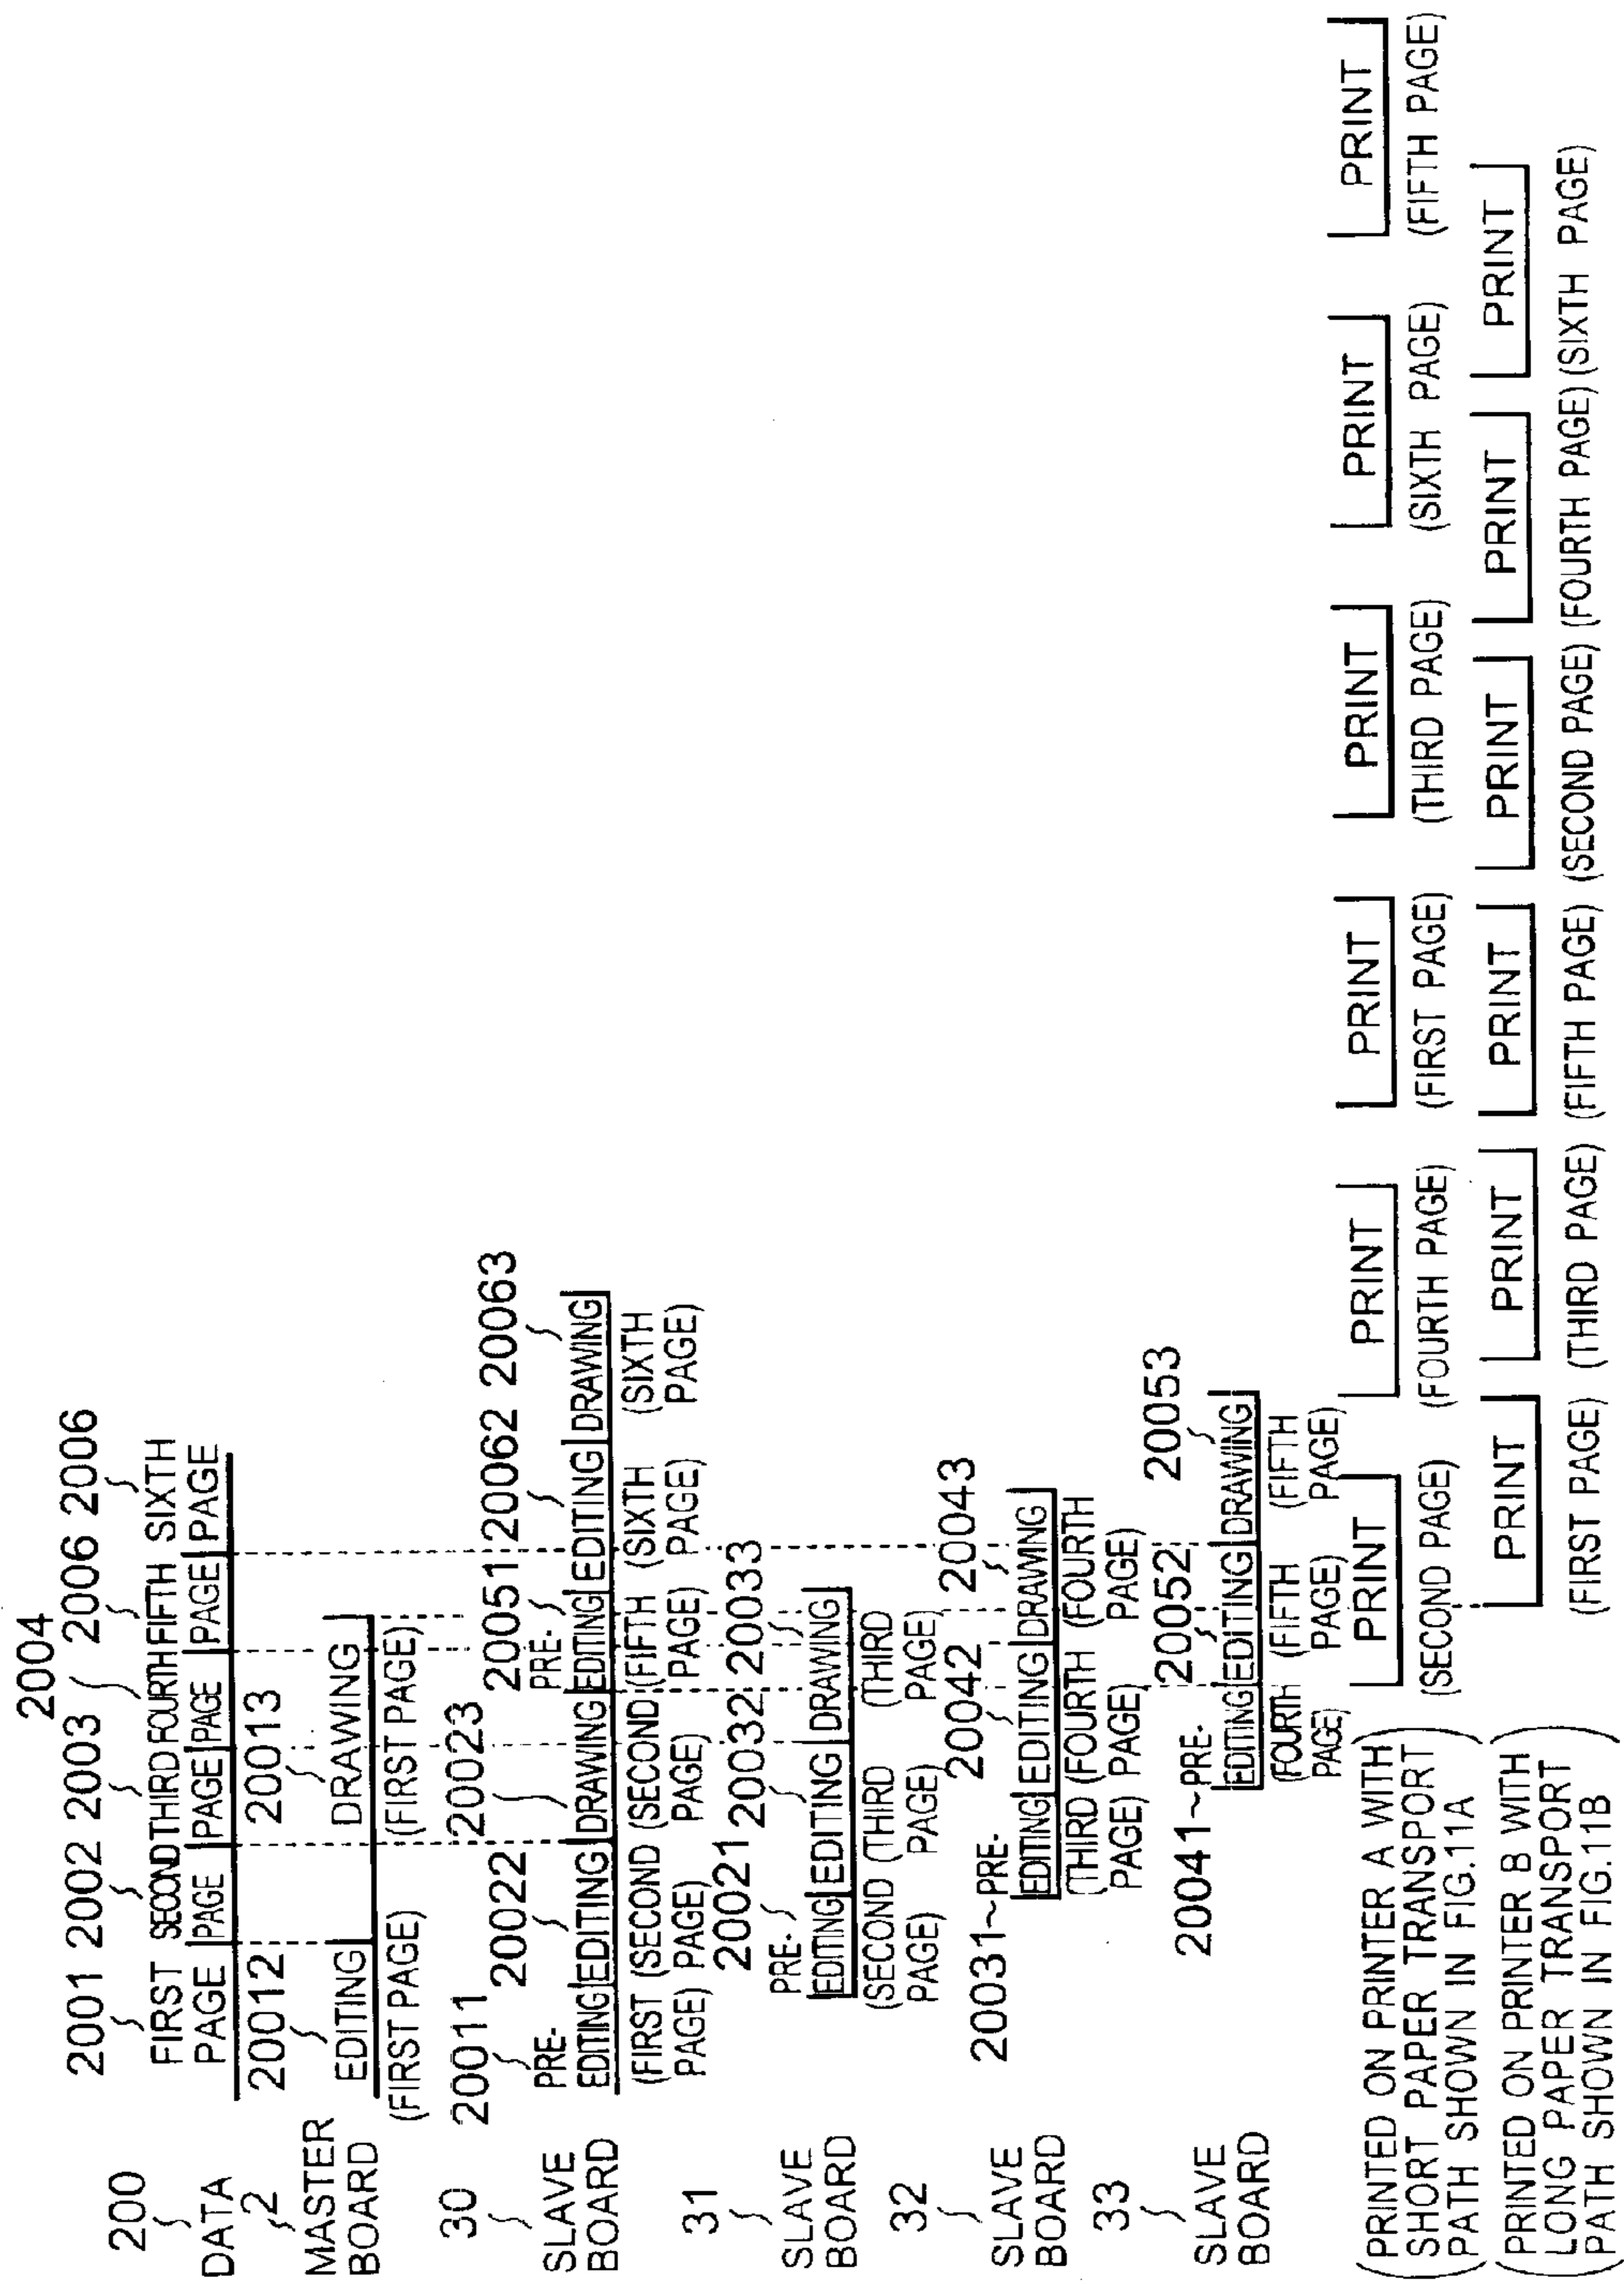 2004
2001 2002 2003 2006 2006
FIRST SECOND THIRD FOURTH FIFTH SIXTH
PAGE PAGE PAGE PAGE PAGE PAGE
200
DATA
20012 20013
2
MASTER
BOARD
EDITING DRAWING
(FIRST PAGE) (FIRST PAGE)
20011 20022 20023 20051 20062 20063
30
SLAVE
BOARD
PRE- PRE-
EDITING EDITING DRAWING EDITING EDITING DRAWING
(FIRST (SECOND (SECOND (FIFTH (SIXTH (SIXTH
PAGE) PAGE) PAGE) PAGE) PAGE) PAGE)
20021 20032 20033
31
SLAVE
BOARD
PRE-
EDITING EDITING DRAWING
(SECOND (THIRD (THIRD
PAGE) PAGE) PAGE)
20042 20043
32
SLAVE
BOARD
20031~PRE-
EDITING EDITING DRAWING
(THIRD (FOURTH (FOURTH
PAGE) PAGE) PAGE)
20052 20053
33
SLAVE
BOARD
20041~PRE-
EDITING EDITING DRAWING
(FOURTH (FIFTH (FIFTH
PAGE) PAGE) PAGE)
(PRINTED ON PRINTER A WITH
SHORT PAPER TRANSPORT
PATH SHOWN IN FIG.11A)
PRINT PRINT PRINT PRINT PRINT PRINT
(SECOND PAGE) (FOURTH PAGE) (FIRST PAGE) (THIRD PAGE) (SIXTH PAGE) (FIFTH PAGE)
(PRINTED ON PRINTER B WITH
LONG PAPER TRANSPORT
PATH SHOWN IN FIG.11B)
PRINT PRINT PRINT PRINT PRINT PRINT
(FIRST PAGE) (THIRD PAGE) (FIFTH PAGE) (SECOND PAGE) (FOURTH PAGE) (SIXTH PAGE)